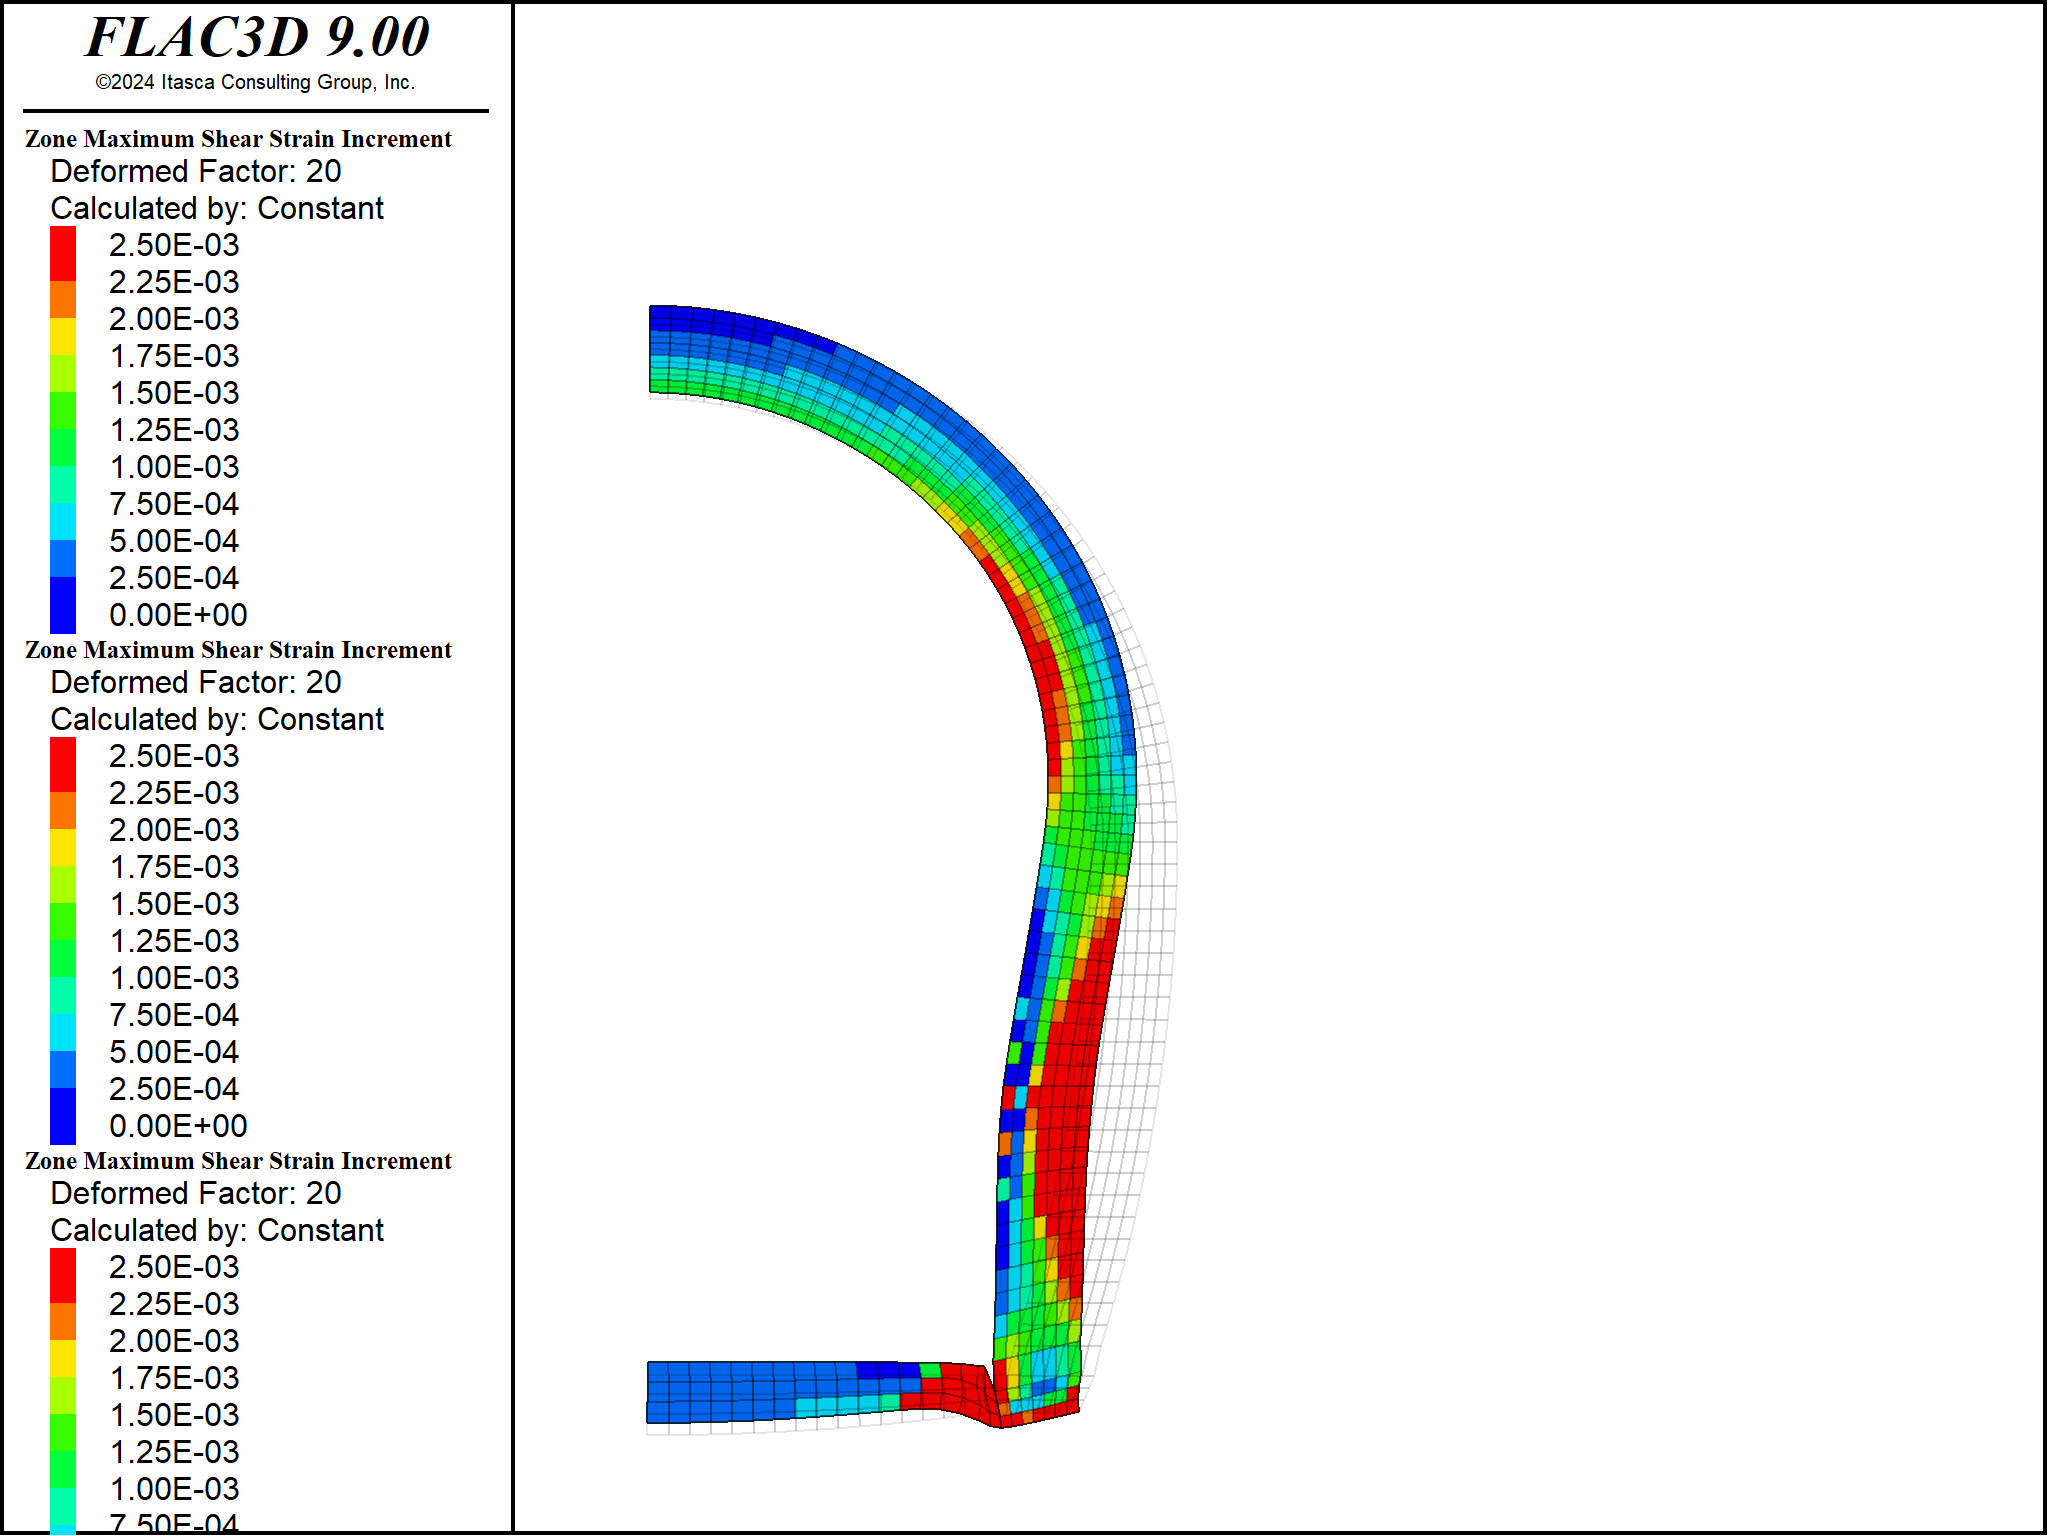 FLAC3D 9.00
©2024 Itasca Consulting Group, Inc.
Zone Maximum Shear Strain Increment
Deformed Factor: 20
Calculated by: Constant
2.50E-03
2.25E-03
2.00E-03
1.75E-03
1.50E-03
1.25E-03
1.00E-03
7.50E-04
5.00E-04
2.50E-04
0.00E+00
Zone Maximum Shear Strain Increment
Deformed Factor: 20
Calculated by: Constant
2.50E-03
2.25E-03
2.00E-03
1.75E-03
1.50E-03
1.25E-03
1.00E-03
7.50E-04
5.00E-04
2.50E-04
0.00E+00
Zone Maximum Shear Strain Increment
Deformed Factor: 20
Calculated by: Constant
2.50E-03
2.25E-03
2.00E-03
1.75E-03
1.50E-03
1.25E-03
1.00E-03
7.50E-04